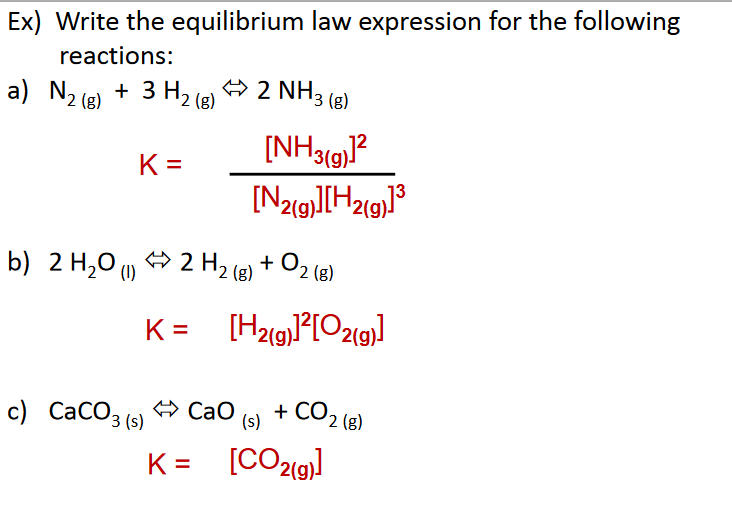 Ex) Write the equilibrium law expression for the following
reactions:
a) N₂ (g) + 3 H₂ (g) ⇔ 2 NH₃ (g)
K = [NH₃(g)]²
[N₂(g)][H₂(g)]³
b) 2 H₂O (l) ⇔ 2 H₂ (g) + O₂ (g)
K = [H₂(g)]²[O₂(g)]
c) CaCO₃ (s) ⇔ CaO (s) + CO₂ (g)
K = [CO₂(g)]